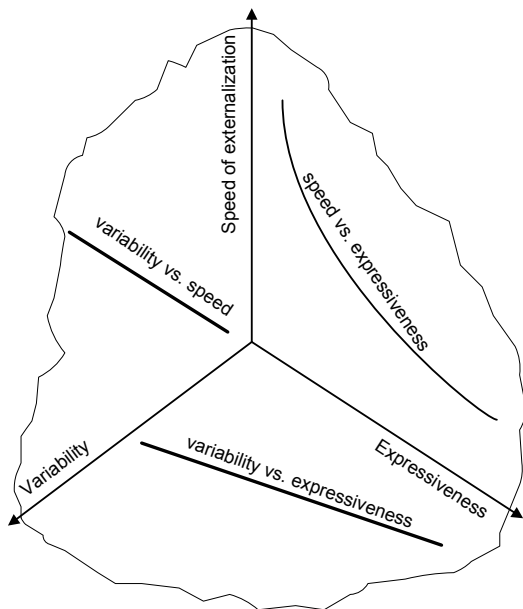 Speed of externalization
speed vs. expressiveness
variability vs. speed
Variability
variability vs. expressiveness
Expressiveness